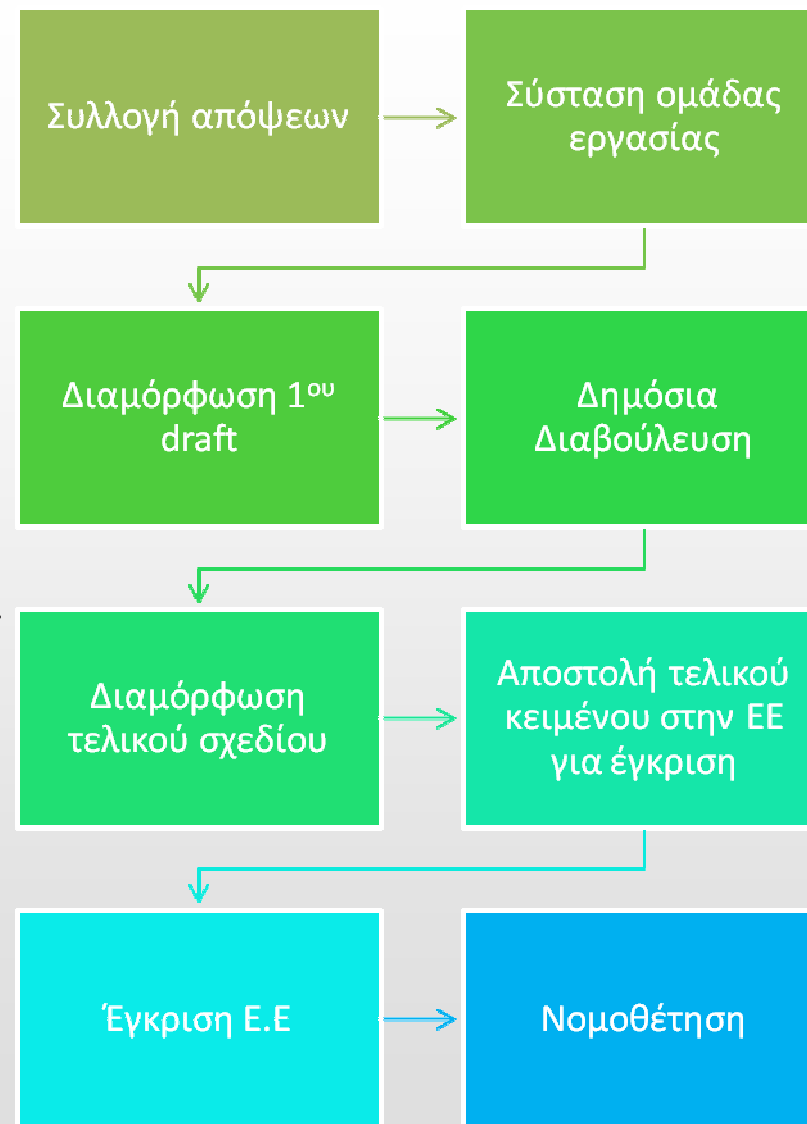 Συλλογή απόψεων
Σύσταση ομάδας
εργασίας
Διαμόρφωση 1ου
draft
Δημόσια
Διαβούλευση
Διαμόρφωση
τελικού σχεδίου
Αποστολή τελικού
κειμένου στην ΕΕ
για έγκριση
Έγκριση Ε.Ε
Νομοθέτηση